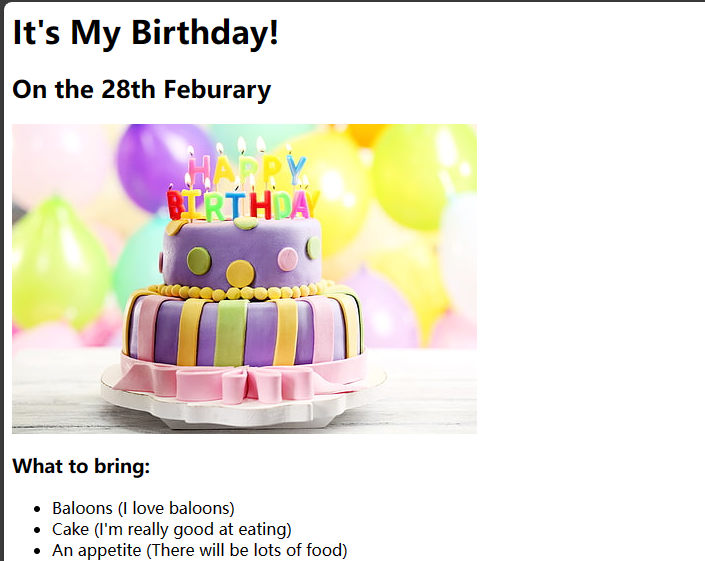 It's My Birthday!
On the 28th Feburary
HAPPY
BIRTHDAY
What to bring:
Baloons (I love baloons)
Cake (I'm really good at eating)
An appetite (There will be lots of food)